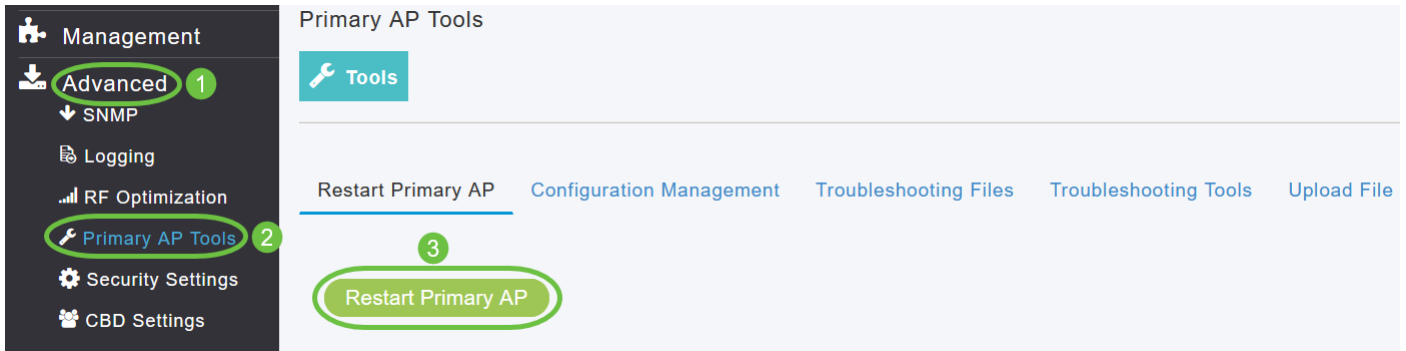 Management
Advanced 1
SNMP
Logging
RF Optimization
Primary AP Tools 2
Security Settings
CBD Settings
Primary AP Tools
Tools
Restart Primary AP Configuration Management Troubleshooting Files Troubleshooting Tools Upload File
3
Restart Primary AP